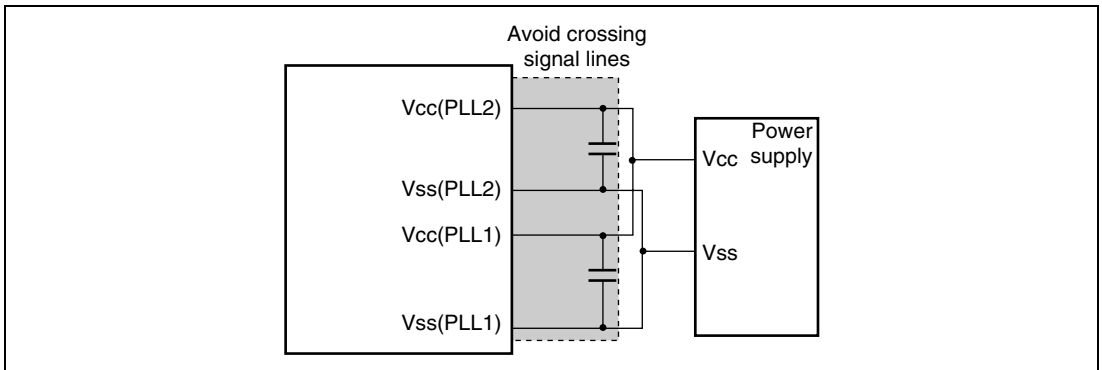 Avoid crossing
signal lines
Vcc(PLL2)
Vss(PLL2)
Vcc(PLL1)
Vss(PLL1)
Power
supply
Vcc
Vss